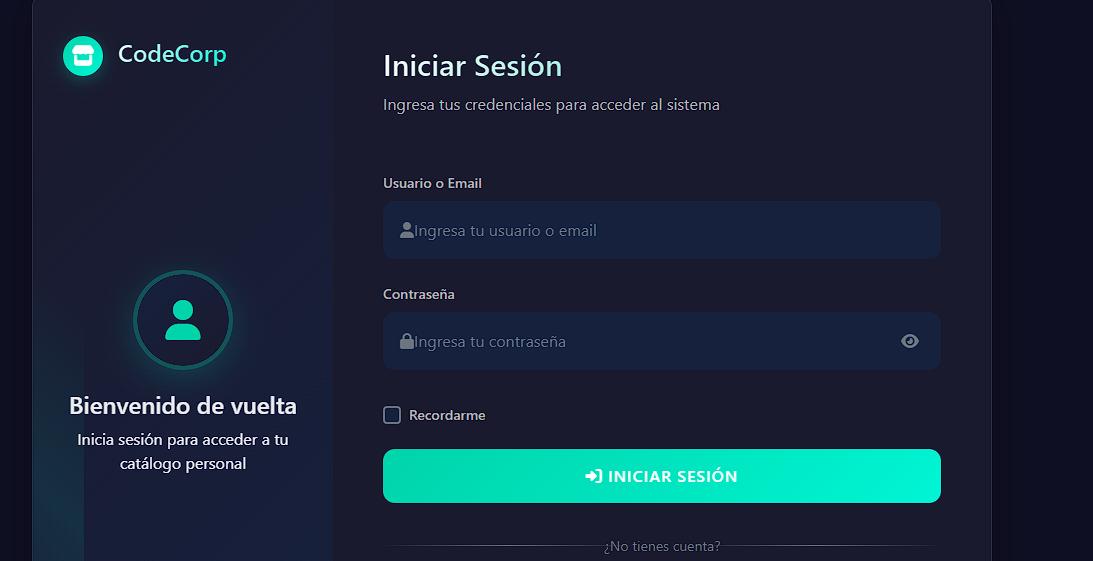 CodeCorp
Bienvenido de vuelta
Inicia sesión para acceder a tu
catálogo personal
Iniciar Sesión
Ingresa tus credenciales para acceder al sistema
Usuario o Email
Ingresa tu usuario o email
Contraseña
Ingresa tu contraseña
Recordarme
INICIAR SESIÓN
¿No tienes cuenta?